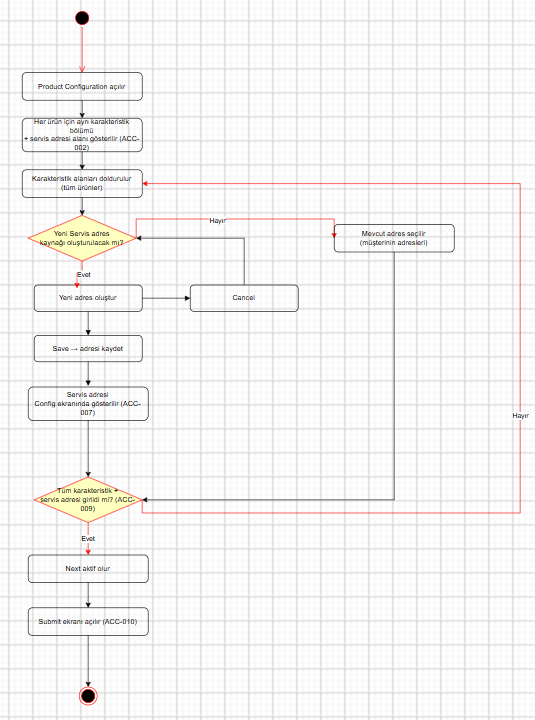 Product Configuration açılır
Her ürün için ayrı karakteristik
bölümü
+ servis adresi alanı gösterilir (ACC-
002)
Karakteristik alanları doldurulur
(tüm ürünler)
Yeni Servis adres
kaynağı oluşturulacak mı?
Hayır
Mevcut adres seçilir
(müşterinin adresleri)
Evet
Yeni adres oluştur
Cancel
Save → adresi kaydet
Servis adresi
Config ekranında gösterilir (ACC-
007)
Hayır
Tüm karakteristik +
servis adresi girildi mi? (ACC-
009)
Evet
Next aktif olur
Submit ekranı açılır (ACC-010)